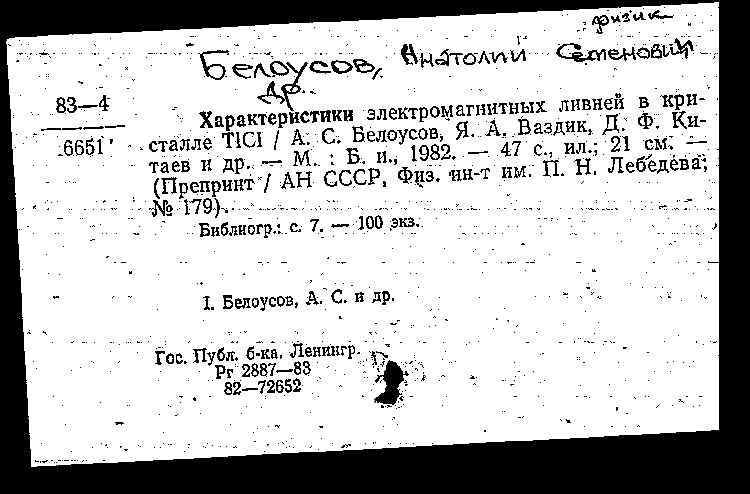 физик
Белоусов, Анатолий Семенович
др.
83—4
6651
Характеристики электромагнитных ливней в кри-
сталле TlCl / А. С. Белоусов, Я. А. Ваздик, Д. Ф. Ки-
таев и др. — М. : Б. и., 1982. — 47 с., ил.; 21 см. —
(Препринт / АН СССР, Физ. ин-т им. П. Н. Лебедева;
№ 179).
Библиогр.: с. 7. — 100 экз.
I. Белоусов, А. С. и др.
Гос. Публ. б-ка. Ленингр.
Рг 2887—83
82—72652